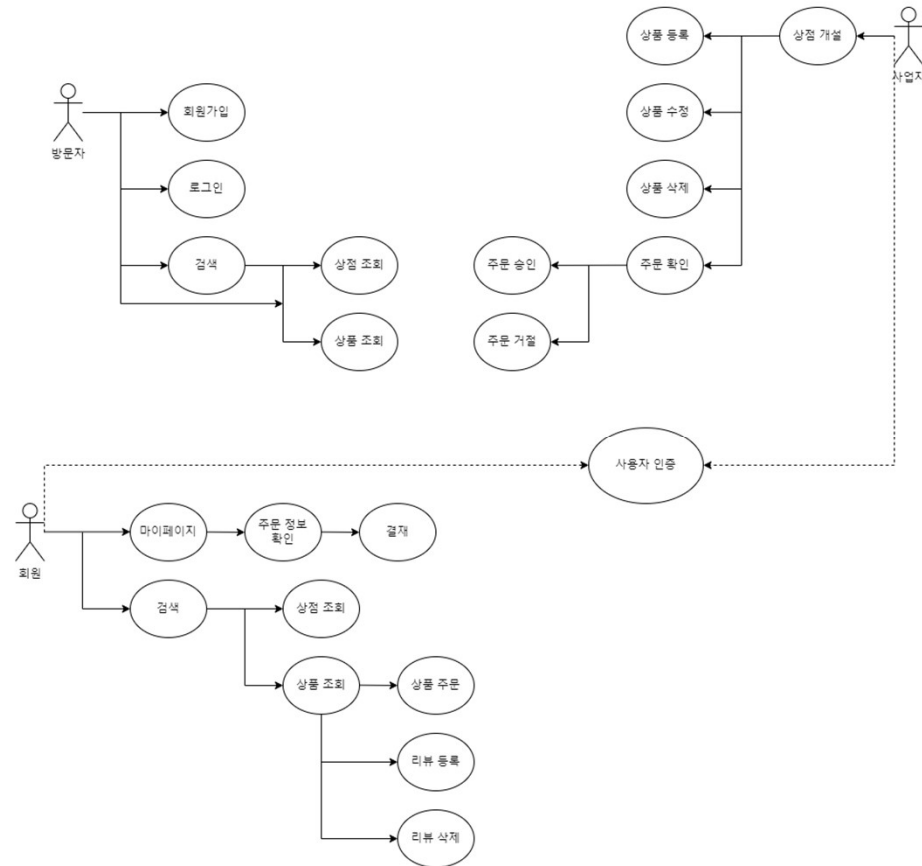 상품 등록
상점 개설
사업자
방문자
회원가입
상품 수정
로그인
상품 삭제
검색
상점 조회
주문 승인
주문 확인
상품 조회
주문 거절
사용자 인증
회원
마이페이지
주문 정보
확인
결재
검색
상점 조회
상품 조회
상품 주문
리뷰 등록
리뷰 삭제